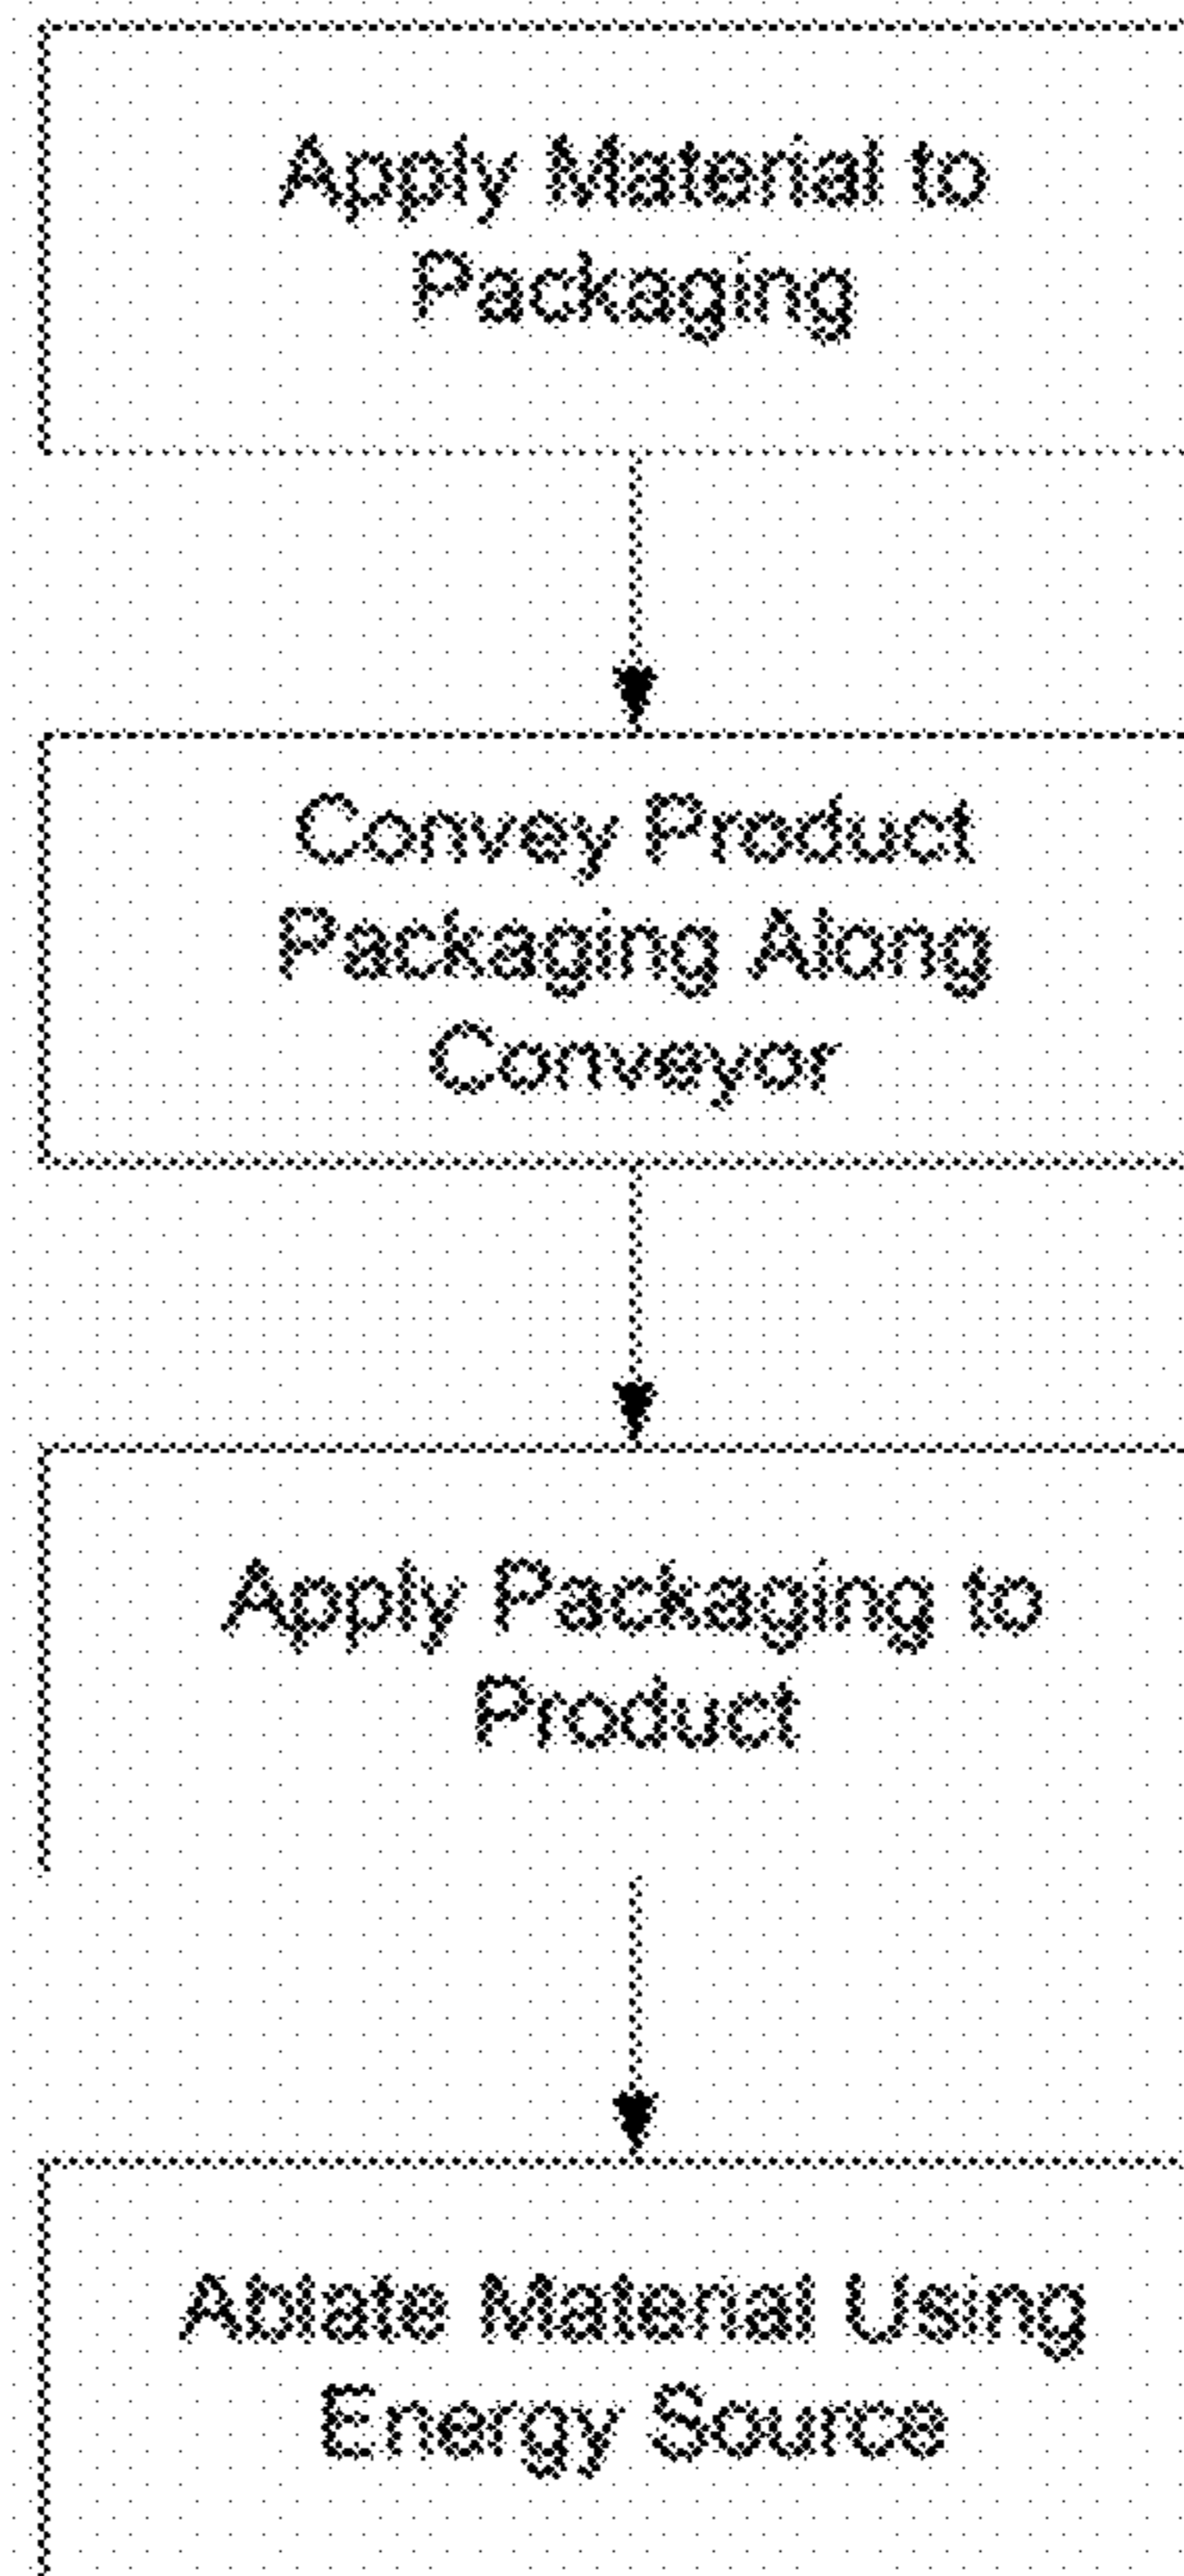 Apply Material to
Packaging
Convey Product
Packaging Along
Conveyor
Apply Packaging to
Product
Ablate Material Using
Energy Source